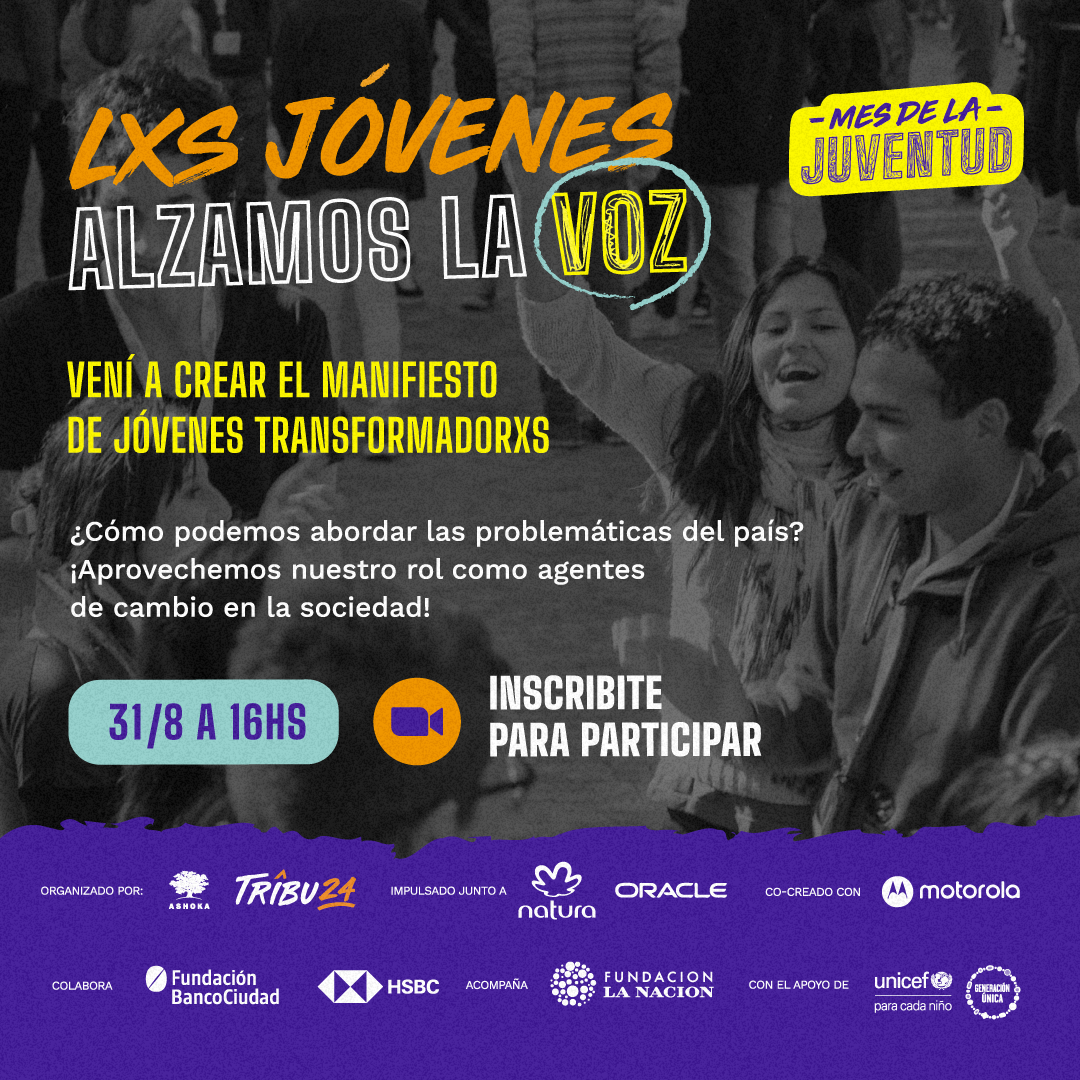 LXS JÓVENES
ALZAMOS LA VOZ
- MES DE LA -
JUVENTUD
VENÍ A CREAR EL MANIFIESTO
DE JÓVENES TRANSFORMADORXS
¿Cómo podemos abordar las problemáticas del país?
¡Aprovechemos nuestro rol como agentes
de cambio en la sociedad!
31/8 A 16HS
INSCRIBITE
PARA PARTICIPAR
ORGANIZADO POR:
ASHOKA
TRÎBU24
IMPULSADO JUNTO A
natura
ORACLE
CO-CREADO CON
motorola
COLABORA
Fundación
BancoCiudad
HSBC
ACOMPAÑA
FUNDACION
LA NACION
CON EL APOYO DE
unicef
para cada niño
GENERACIÓN
ÚNICA